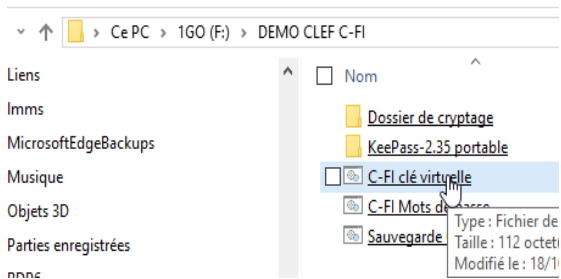 Ce PC > 1GO (F:) > DEMO CLEF C-FI
Liens
Imms
MicrosoftEdgeBackups
Musique
Objets 3D
Parties enregistrées
Nom
Dossier de cryptage
KeePass-2.35 portable
C-FI clé virtuelle
C-FI Mots de passe
Sauvegarde
Type : Fichier de
Taille : 112 octet(
Modifié le : 18/1